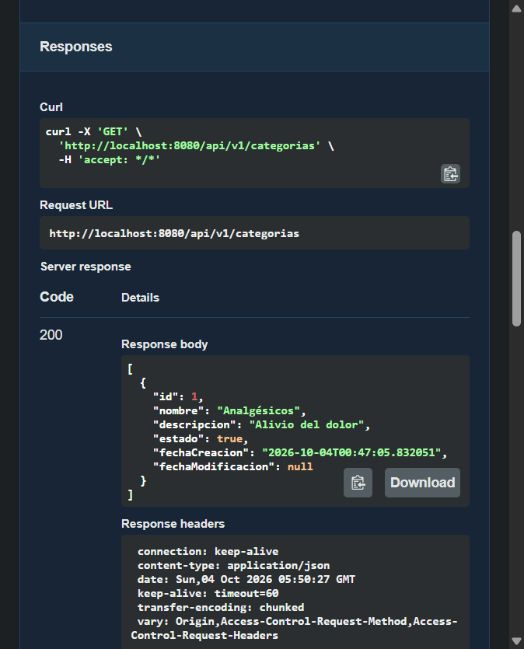 Responses
Curl
curl -X 'GET' \
  'http://localhost:8080/api/v1/categorias' \
  -H 'accept: */*'
Request URL
http://localhost:8080/api/v1/categorias
Server response
Code Details
200
Response body
[
  {
    "id": 1,
    "nombre": "Analgésicos",
    "descripcion": "Alivio del dolor",
    "estado": true,
    "fechaCreacion": "2026-10-04T00:47:05.832051",
    "fechaModificacion": null
  }
]
Download
Response headers
connection: keep-alive
content-type: application/json
date: Sun,04 Oct 2026 05:50:27 GMT
keep-alive: timeout=60
transfer-encoding: chunked
vary: Origin,Access-Control-Request-Method,Access-
Control-Request-Headers